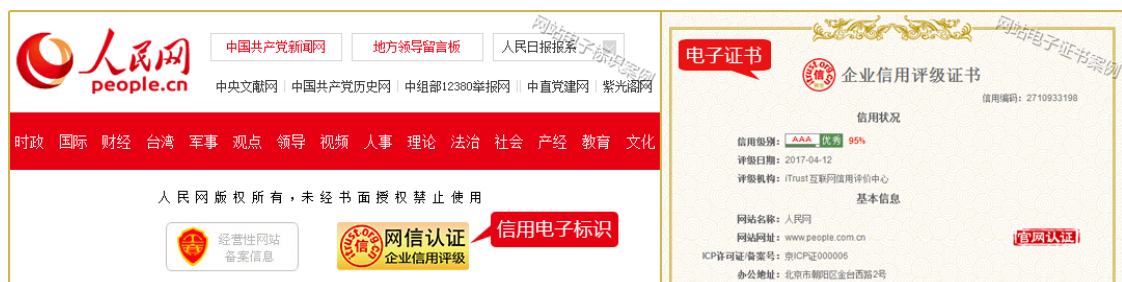 人民网
people.cn
中国共产党新闻网
地方领导留言板
人民日报报系
网站电子标识案例
中央文献网 中国共产党历史网 中组部12380举报网 中直党建网 紫光阁网
时政 国际 财经 台湾 军事 观点 领导 视频 人事 理论 法治 社会 产经 教育 文化
人民网版权所有,未经书面授权禁止使用
经营性网站
备案信息
itrust.org.cn
信
网信认证
企业信用评级
信用电子标识
电子证书
网站电子证书案例
itrust.org.cn
信
企业信用评级证书
信用编码:2710933198
信用状况
信用级别: AAA 优秀 95%
评级日期:2017-04-12
评级机构:iTrust互联网信用评价中心
基本信息
网站名称:人民网
网站网址:www.people.com.cn
官网认证
ICP许可证/备案号:京ICP证000006
办公地址:北京市朝阳区金台西路2号